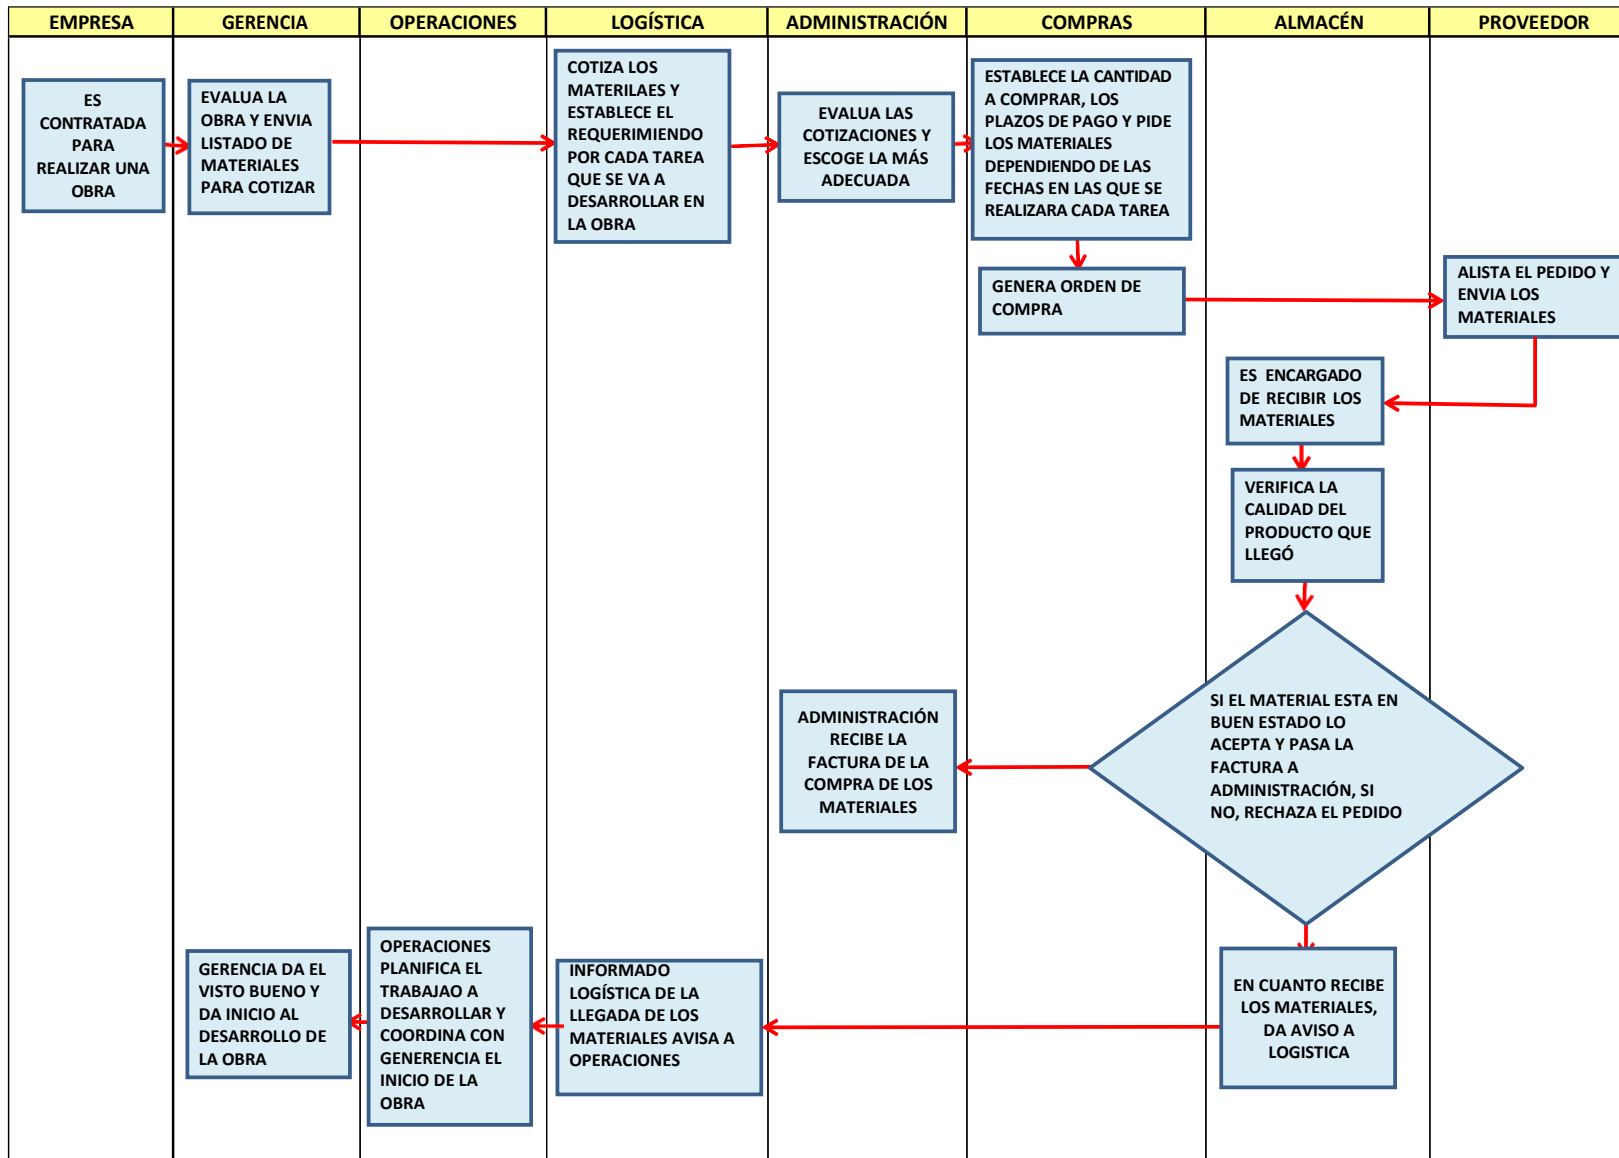 EMPRESA
GERENCIA
OPERACIONES
LOGÍSTICA
ADMINISTRACIÓN
COMPRAS
ALMACÉN
PROVEEDOR
ES
CONTRATADA
PARA
REALIZAR UNA
OBRA
EVALUA LA
OBRA Y ENVIA
LISTADO DE
MATERIALES
PARA COTIZAR
COTIZA LOS
MATERILAES Y
ESTABLECE EL
REQUERIMIENDO
POR CADA TAREA
QUE SE VA A
DESARROLLAR EN
LA OBRA
EVALUA LAS
COTIZACIONES Y
ESCOGE LA MÁS
ADECUADA
ESTABLECE LA CANTIDAD
A COMPRAR, LOS
PLAZOS DE PAGO Y PIDE
LOS MATERIALES
DEPENDIENDO DE LAS
FECHAS EN LAS QUE SE
REALIZARA CADA TAREA
GENERA ORDEN DE
COMPRA
ALISTA EL PEDIDO Y
ENVIA LOS
MATERIALES
ES ENCARGADO
DE RECIBIR LOS
MATERIALES
VERIFICA LA
CALIDAD DEL
PRODUCTO QUE
LLEGÓ
SI EL MATERIAL ESTA EN
BUEN ESTADO LO
ACEPTA Y PASA LA
FACTURA A
ADMINISTRACIÓN, SI
NO, RECHAZA EL PEDIDO
ADMINISTRACIÓN
RECIBE LA
FACTURA DE LA
COMPRA DE LOS
MATERIALES
EN CUANTO RECIBE
LOS MATERIALES,
DA AVISO A
LOGISTICA
INFORMADO
LOGÍSTICA DE LA
LLEGADA DE LOS
MATERIALES AVISA A
OPERACIONES
OPERACIONES
PLANIFICA EL
TRABAJAO A
DESARROLLAR Y
COORDINA CON
GENERENCIA EL
INICIO DE LA
OBRA
GERENCIA DA EL
VISTO BUENO Y
DA INICIO AL
DESARROLLO DE
LA OBRA